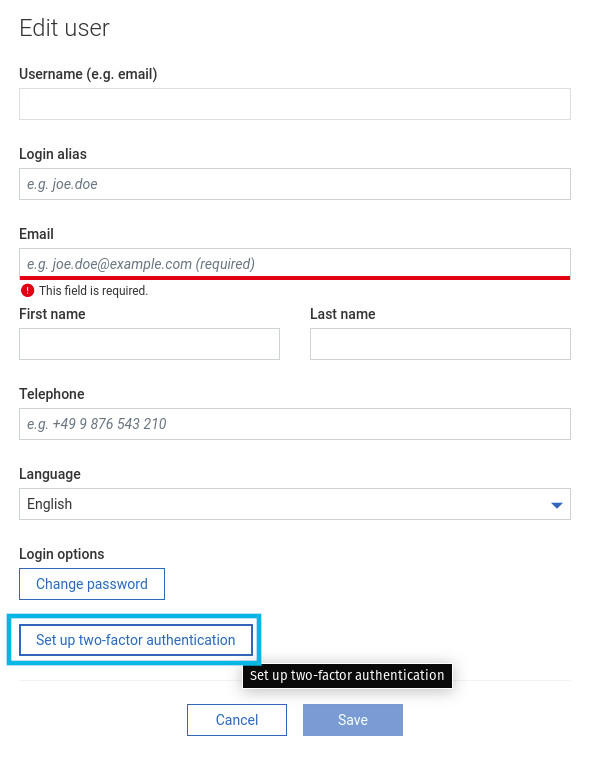 Edit user
Username (e.g. email)
Login alias
e.g. joe.doe
Email
e.g. joe.doe@example.com (required)
! This field is required.
First name
Last name
Telephone
e.g. +49 9 876 543 210
Language
English
Login options
Change password
Set up two-factor authentication
Set up two-factor authentication
Cancel
Save